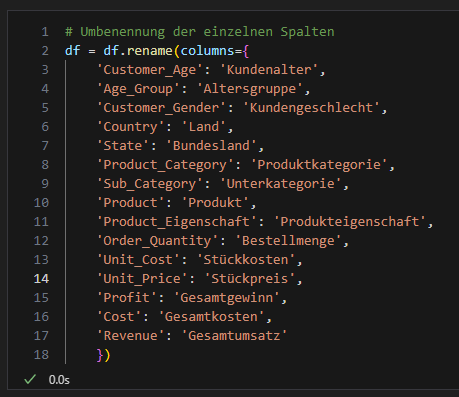 1 # Umbenennung der einzelnen Spalten
2 df = df.rename(columns={
3 'Customer_Age': 'Kundenalter',
4 'Age_Group': 'Altersgruppe',
5 'Customer_Gender': 'Kundengeschlecht',
6 'Country': 'Land',
7 'State': 'Bundesland',
8 'Product_Category': 'Produktkategorie',
9 'Sub_Category': 'Unterkategorie',
10 'Product': 'Produkt',
11 'Product_Eigenschaft': 'Produkteigenschaft',
12 'Order_Quantity': 'Bestellmenge',
13 'Unit_Cost': 'Stückkosten',
14 'Unit_Price': 'Stückpreis',
15 'Profit': 'Gesamtgewinn',
16 'Cost': 'Gesamtkosten',
17 'Revenue': 'Gesamtumsatz'
18 })
0.0s